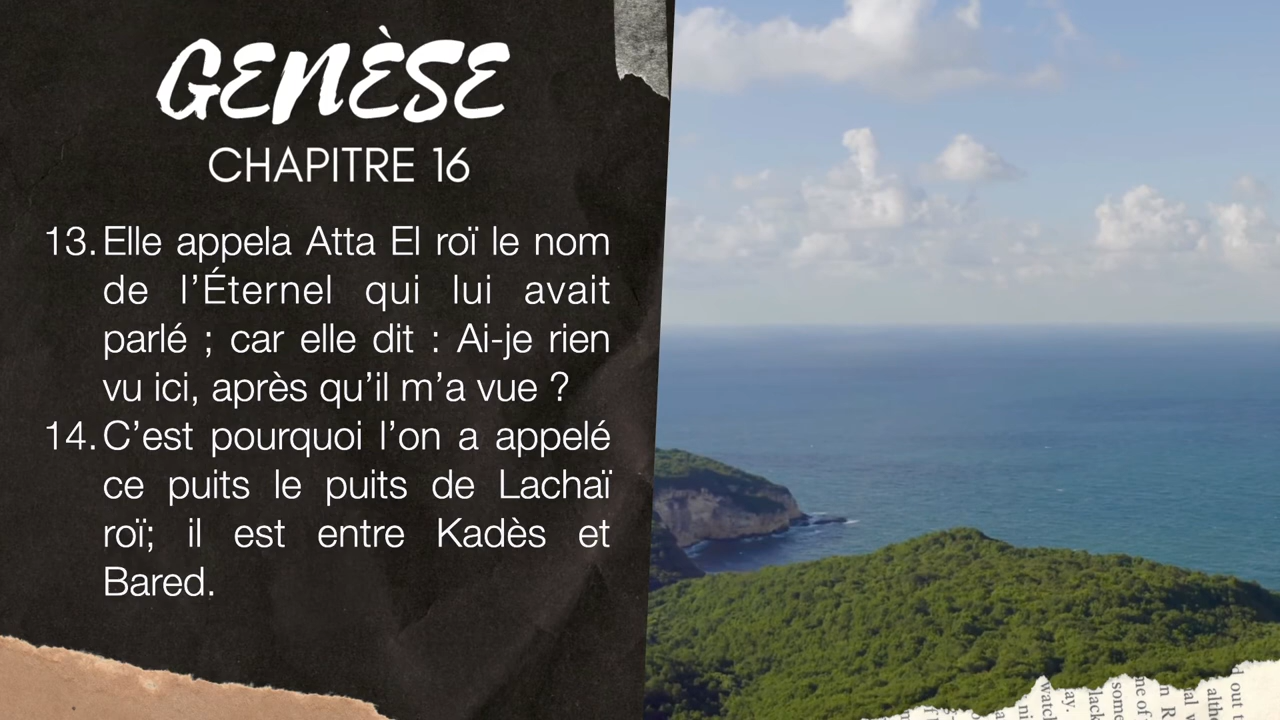 GENÈSE
CHAPITRE 16
13. Elle appela Atta El roï le nom
de l’Éternel qui lui avait
parlé ; car elle dit : Ai-je rien
vu ici, après qu’il m’a vue ?
14. C’est pourquoi l’on a appelé
ce puits le puits de Lachaï
roï; il est entre Kadès et
Bared.